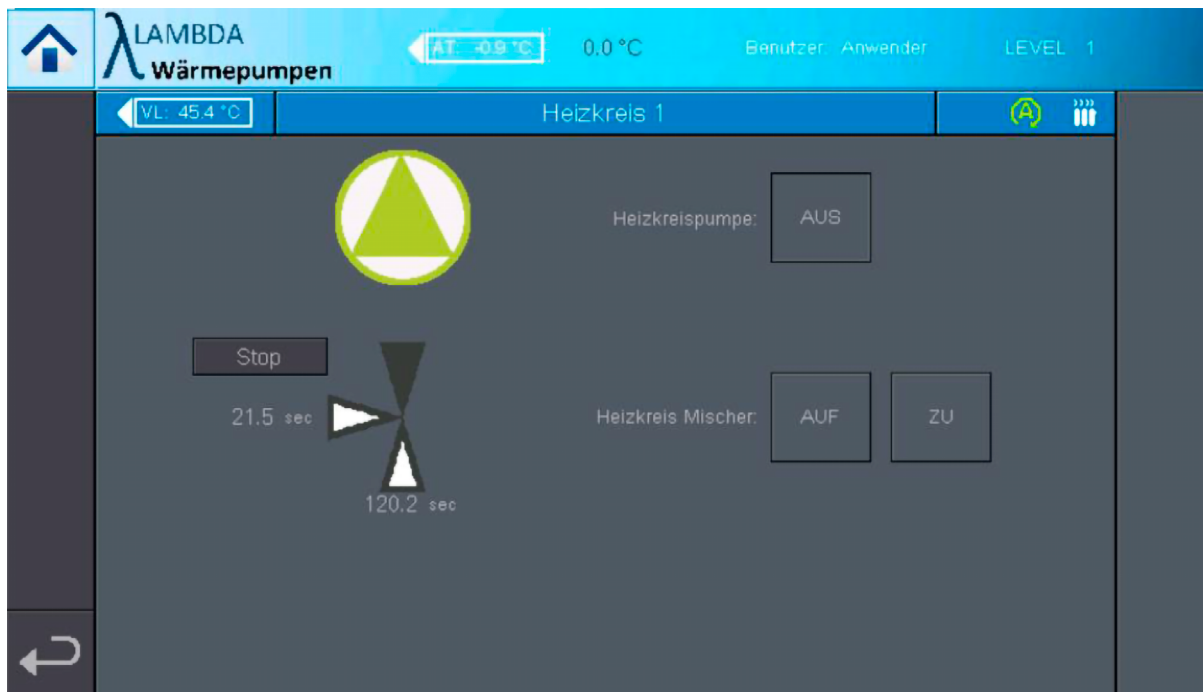 LAMBDA
Wärmepumpen
AT: -0.9 °C
0.0 °C
Benutzer: Anwender
LEVEL 1
VL: 45.4 °C
Heizkreis 1
A
Heizkreispumpe:
AUS
Stop
21.5 sec
Heizkreis Mischer:
AUF
ZU
120.2 sec